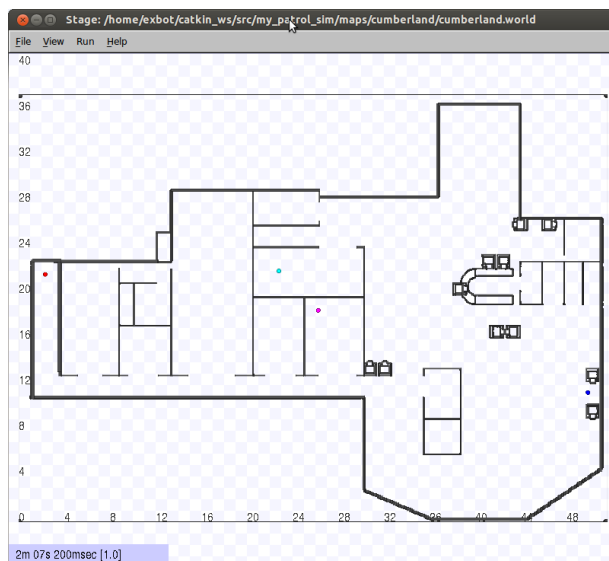 Stage: /home/exbot/catkin_ws/src/my_patrol_sim/maps/cumberland/cumberland.world
File View Run Help
40
36
32
28
24
20
16
12
8
4
0 4 8 12 16 20 24 28 32 36 40 44 48
2m 07s 200msec [1.0]